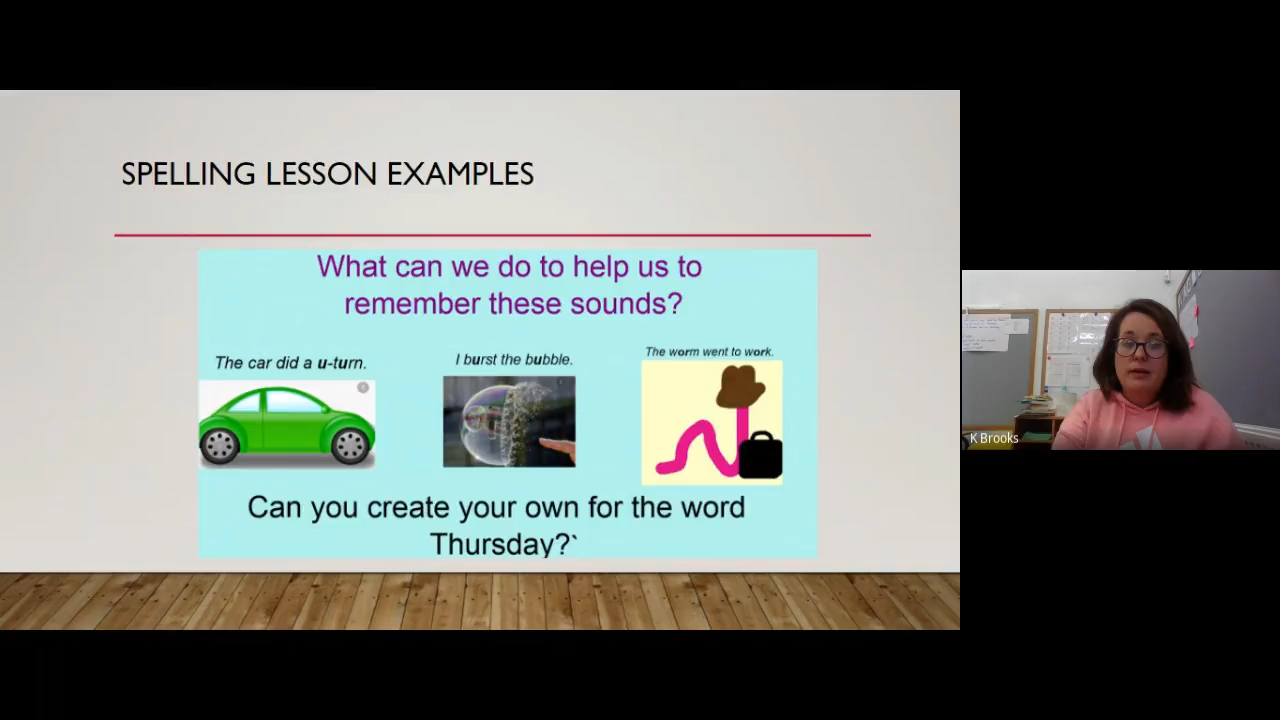 SPELLING LESSON EXAMPLES
What can we do to help us to
remember these sounds?
The car did a u-turn.
I burst the bubble.
The worm went to work.
Can you create your own for the word
Thursday?`
K Brooks